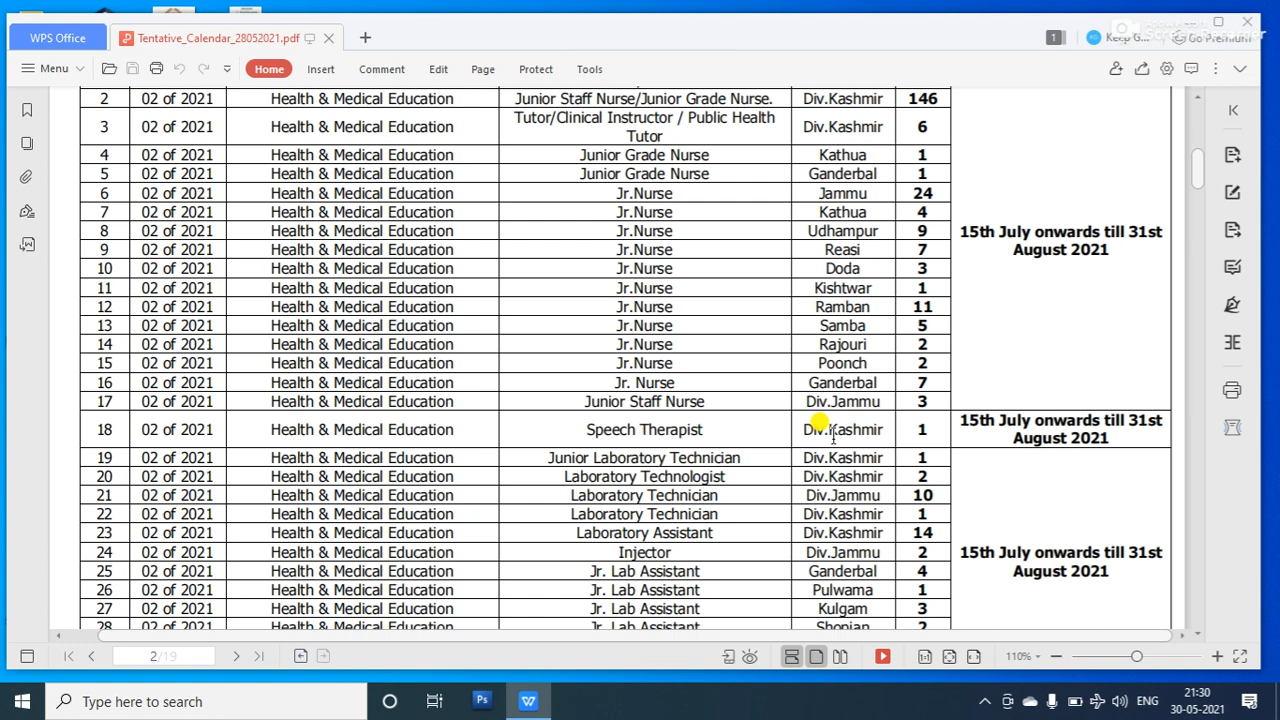 WPS Office
Tentative_Calendar_28052021.pdf
1
Keep G...
Go Premium
Menu
Home
Insert
Comment
Edit
Page
Protect
Tools
2 02 of 2021 Health & Medical Education Junior Staff Nurse/Junior Grade Nurse. Div.Kashmir 146
3 02 of 2021 Health & Medical Education Tutor/Clinical Instructor / Public Health Tutor Div.Kashmir 6
4 02 of 2021 Health & Medical Education Junior Grade Nurse Kathua 1
5 02 of 2021 Health & Medical Education Junior Grade Nurse Ganderbal 1
6 02 of 2021 Health & Medical Education Jr.Nurse Jammu 24
7 02 of 2021 Health & Medical Education Jr.Nurse Kathua 4
8 02 of 2021 Health & Medical Education Jr.Nurse Udhampur 9
15th July onwards till 31st
August 2021
9 02 of 2021 Health & Medical Education Jr.Nurse Reasi 7
10 02 of 2021 Health & Medical Education Jr.Nurse Doda 3
11 02 of 2021 Health & Medical Education Jr.Nurse Kishtwar 1
12 02 of 2021 Health & Medical Education Jr.Nurse Ramban 11
13 02 of 2021 Health & Medical Education Jr.Nurse Samba 5
14 02 of 2021 Health & Medical Education Jr.Nurse Rajouri 2
15 02 of 2021 Health & Medical Education Jr.Nurse Poonch 2
16 02 of 2021 Health & Medical Education Jr. Nurse Ganderbal 7
17 02 of 2021 Health & Medical Education Junior Staff Nurse Div.Jammu 3
18 02 of 2021 Health & Medical Education Speech Therapist Div.Kashmir 1
15th July onwards till 31st
August 2021
19 02 of 2021 Health & Medical Education Junior Laboratory Technician Div.Kashmir 1
20 02 of 2021 Health & Medical Education Laboratory Technologist Div.Kashmir 2
21 02 of 2021 Health & Medical Education Laboratory Technician Div.Jammu 10
22 02 of 2021 Health & Medical Education Laboratory Technician Div.Kashmir 1
23 02 of 2021 Health & Medical Education Laboratory Assistant Div.Kashmir 14
24 02 of 2021 Health & Medical Education Injector Div.Jammu 2
15th July onwards till 31st
August 2021
25 02 of 2021 Health & Medical Education Jr. Lab Assistant Ganderbal 4
26 02 of 2021 Health & Medical Education Jr. Lab Assistant Pulwama 1
27 02 of 2021 Health & Medical Education Jr. Lab Assistant Kulgam 3
28 02 of 2021 Health & Medical Education Jr. Lab Assistant Shopian 2
2/19
110%
Type here to search
Ps
ENG
21:30
30-05-2021